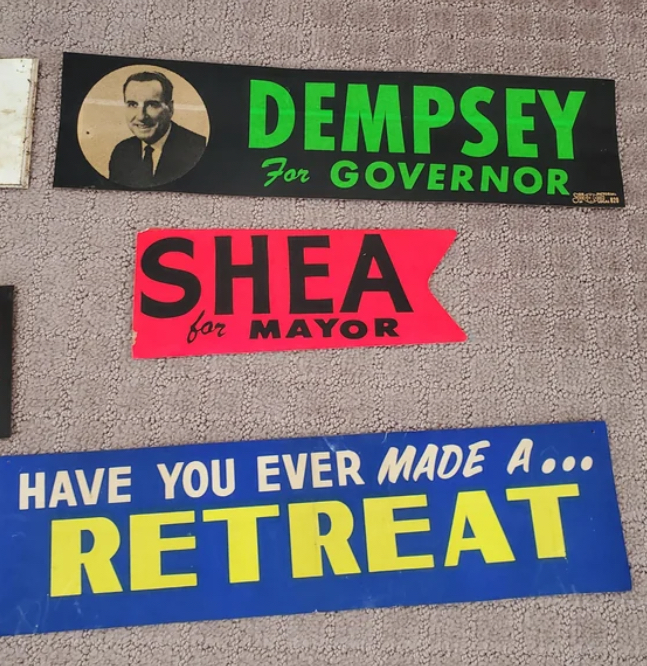 DEMPSEY
For GOVERNOR
SHEA
for MAYOR
HAVE YOU EVER MADE A...
RETREAT